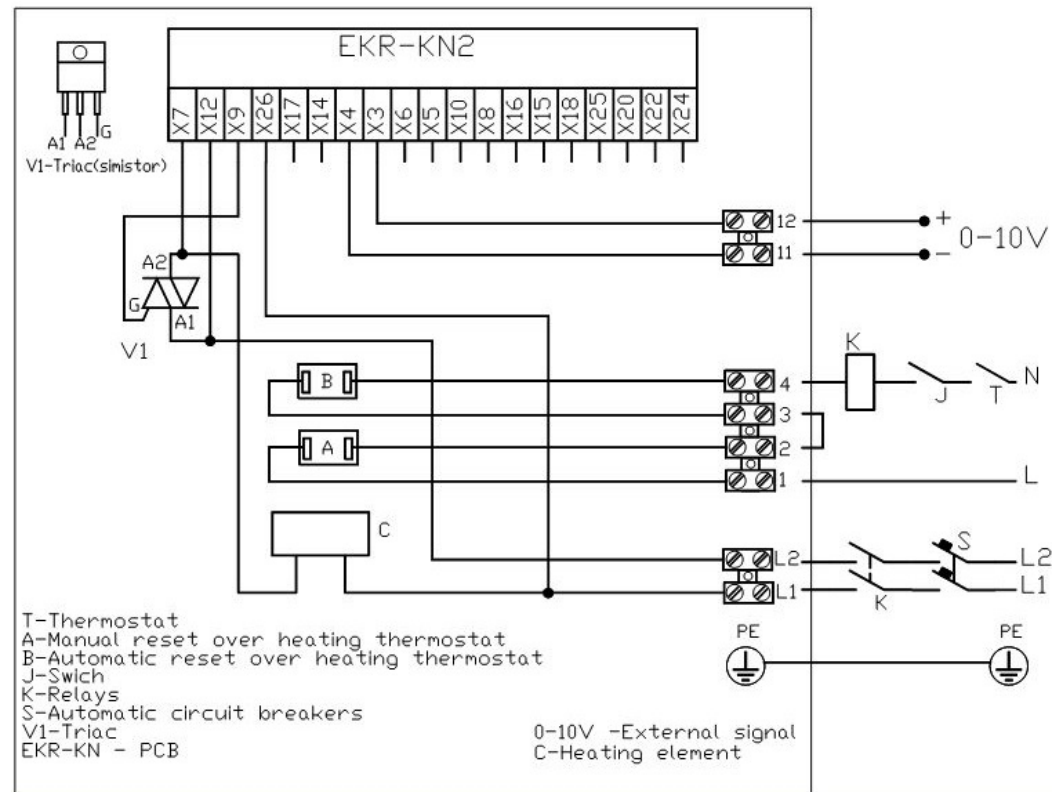 EKR-KN2
X7 X12 X9 X26 X17 X14 X4 X3 X6 X5 X10 X8 X16 X15 X18 X25 X20 X22 X24
A1 A2 G
V1-Triac(simistor)
12 +
0-10V
11 -
A2
G
A1
V1
K
B 4 N
J T
3
A 2
1 L
C
S
L2 L2
L1 L1
K
PE PE
T-Thermostat
A-Manual reset over heating thermostat
B-Automatic reset over heating thermostat
J-Swich
K-Relays
S-Automatic circuit breakers
V1-Triac
EKR-KN - PCB
0-10V -External signal
C-Heating element